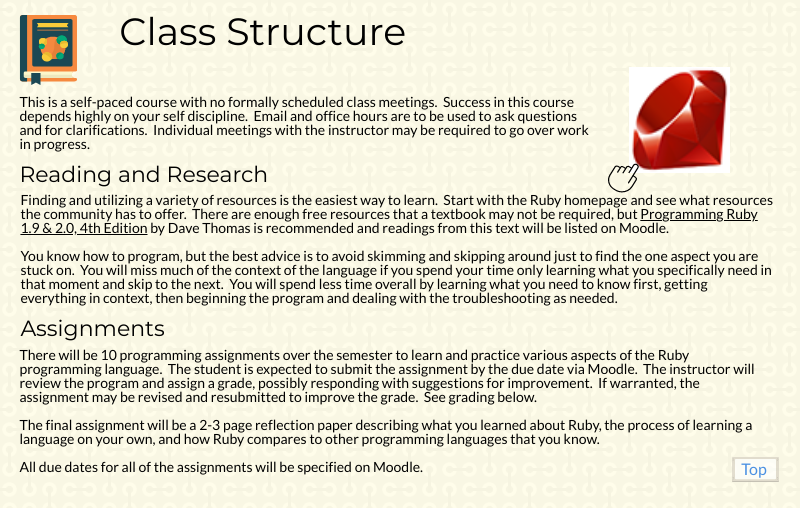 Class Structure
This is a self-paced course with no formally scheduled class meetings.  Success in this course
depends highly on your self discipline.  Email and office hours are to be used to ask questions
and for clarifications.  Individual meetings with the instructor may be required to go over work
in progress.
Reading and Research
Finding and utilizing a variety of resources is the easiest way to learn.  Start with the Ruby homepage and see what resources
the community has to offer.  There are enough free resources that a textbook may not be required, but Programming Ruby
1.9 & 2.0, 4th Edition by Dave Thomas is recommended and readings from this text will be listed on Moodle.
You know how to program, but the best advice is to avoid skimming and skipping around just to find the one aspect you are
stuck on.  You will miss much of the context of the language if you spend your time only learning what you specifically need in
that moment and skip to the next.  You will spend less time overall by learning what you need to know first, getting
everything in context, then beginning the program and dealing with the troubleshooting as needed.
Assignments
There will be 10 programming assignments over the semester to learn and practice various aspects of the Ruby
programming language.  The student is expected to submit the assignment by the due date via Moodle.  The instructor will
review the program and assign a grade, possibly responding with suggestions for improvement.  If warranted, the
assignment may be revised and resubmitted to improve the grade.  See grading below.
The final assignment will be a 2-3 page reflection paper describing what you learned about Ruby, the process of learning a
language on your own, and how Ruby compares to other programming languages that you know.
All due dates for all of the assignments will be specified on Moodle.
Top